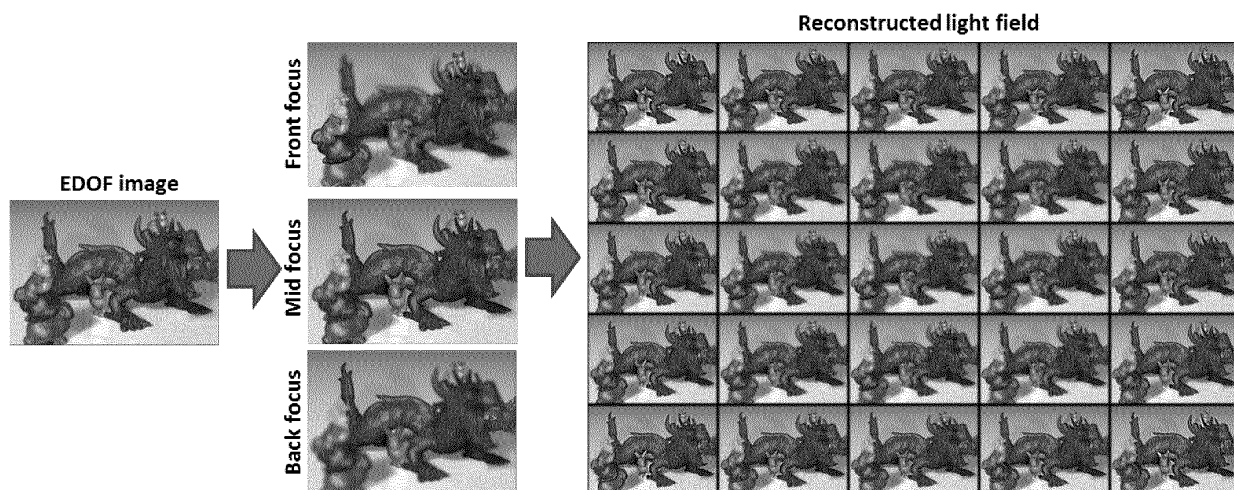 Reconstructed light field
Front focus
EDOF image
Mid focus
Back focus